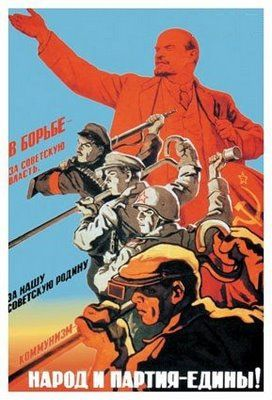 В БОРЬБЕ-
ЗА СОВЕТСКУЮ
ВЛАСТЬ.
ЗА НАШУ
СОВЕТСКУЮ РОДИНУ
КОММУНИЗМ-
НАРОД И ПАРТИЯ-ЕДИНЫ!